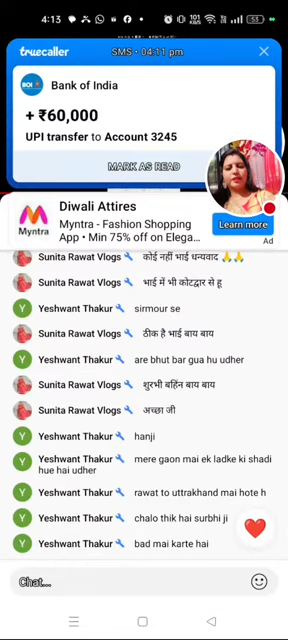 4:13
101 KB/S
truecaller SMS • 04:11 pm
BOI Bank of India
+ ₹60,000
UPI transfer to Account 3245
MARK AS READ
Diwali Attires
Myntra - Fashion Shopping
App • Min 75% off on Elega...
Myntra
Learn more
Ad
Sunita Rawat Vlogs कोई नहीं भाई धन्यवाद 🙏🙏
Sunita Rawat Vlogs भाई में भी कोटद्वार से हू
Y Yeshwant Thakur sirmour se
Sunita Rawat Vlogs ठीक है भाई बाय बाय
Y Yeshwant Thakur are bhut bar gua hu udher
Sunita Rawat Vlogs शुरभी बहिंन बाय बाय
Sunita Rawat Vlogs अच्छा जी
Y Yeshwant Thakur hanji
Y Yeshwant Thakur mere gaon mai ek ladke ki shadi
hue hai udher
Y Yeshwant Thakur rawat to uttrakhand mai hote h
Y Yeshwant Thakur chalo thik hai surbhi ji
Y Yeshwant Thakur bad mai karte hai
Chat...